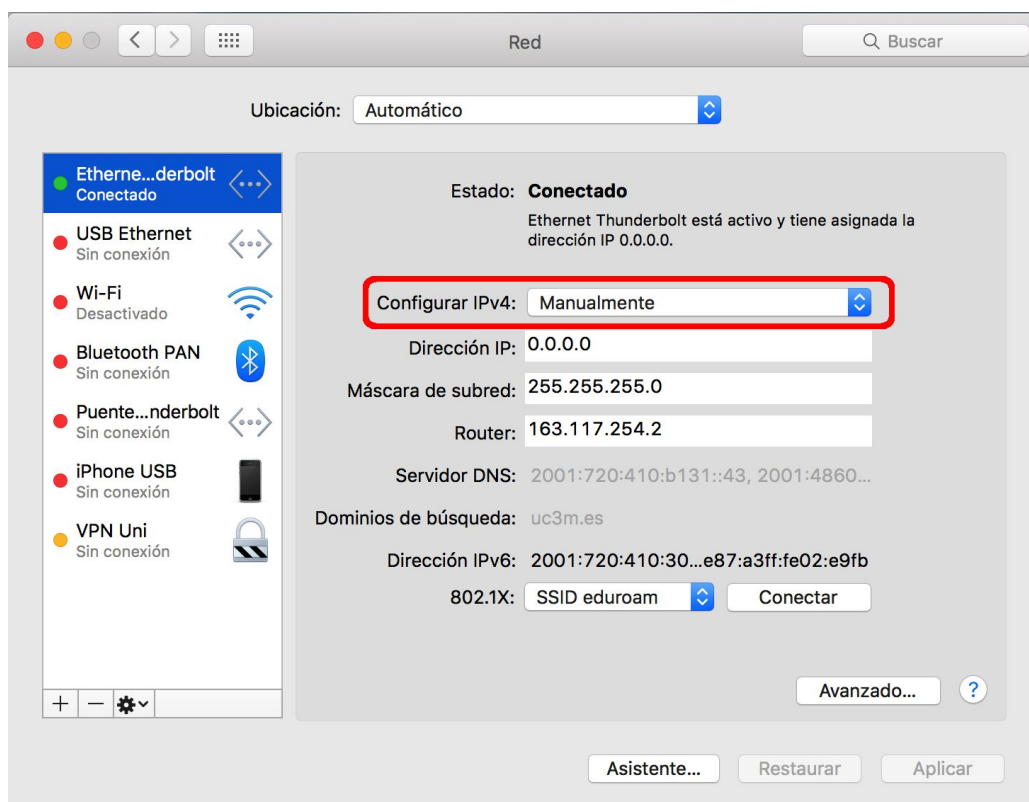 Red
Buscar
Ubicación: Automático
Etherne...derbolt
Conectado
USB Ethernet
Sin conexión
Wi-Fi
Desactivado
Bluetooth PAN
Sin conexión
Puente...nderbolt
Sin conexión
iPhone USB
Sin conexión
VPN Uni
Sin conexión
Estado: Conectado
Ethernet Thunderbolt está activo y tiene asignada la
dirección IP 0.0.0.0.
Configurar IPv4: Manualmente
Dirección IP: 0.0.0.0
Máscara de subred: 255.255.255.0
Router: 163.117.254.2
Servidor DNS: 2001:720:410:b131::43, 2001:4860...
Dominios de búsqueda: uc3m.es
Dirección IPv6: 2001:720:410:30...e87:a3ff:fe02:e9fb
802.1X: SSID eduroam Conectar
Avanzado... ?
Asistente... Restaurar Aplicar